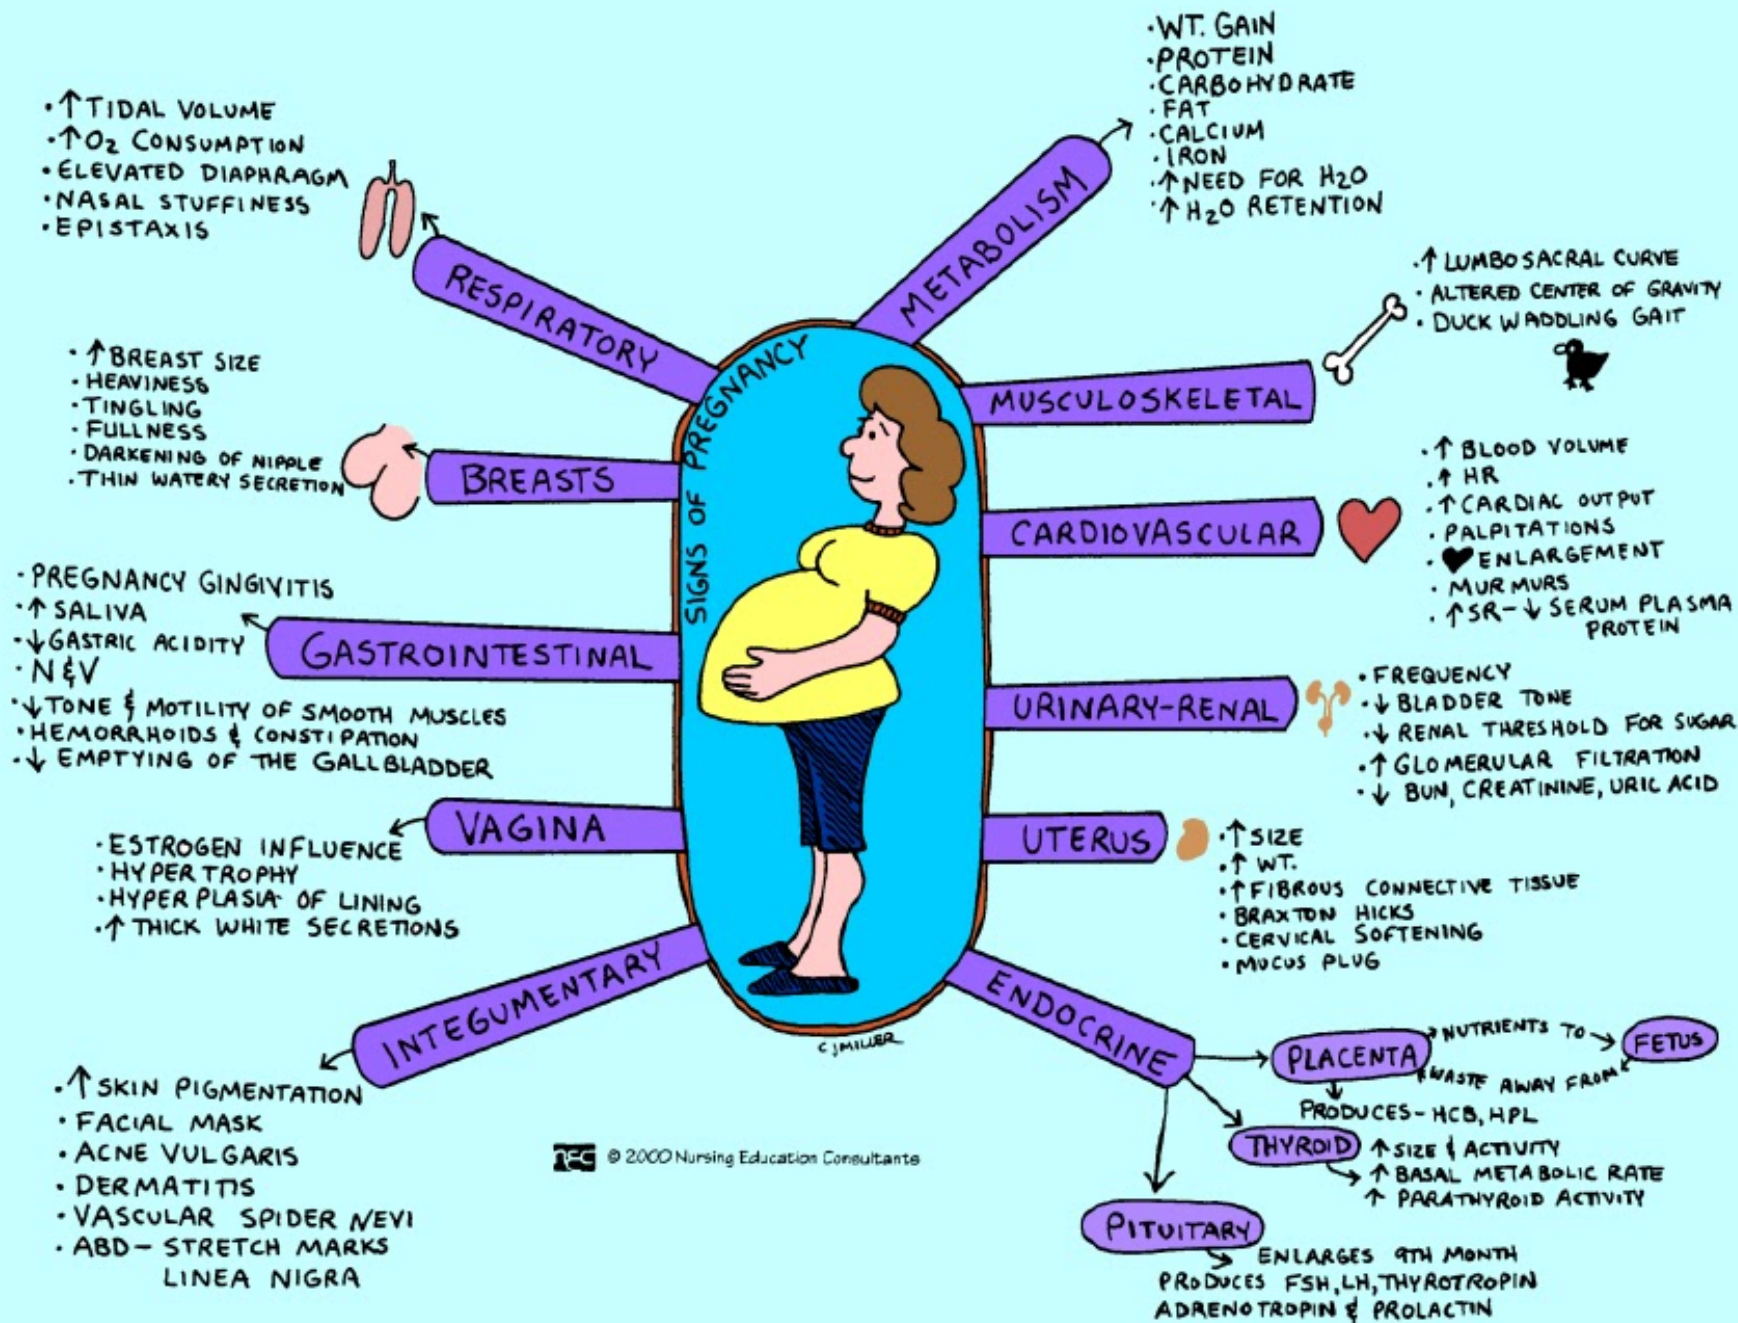 SIGNS OF PREGNANCY
RESPIRATORY
· ↑ TIDAL VOLUME
· ↑ O₂ CONSUMPTION
· ELEVATED DIAPHRAGM
· NASAL STUFFINESS
· EPISTAXIS
METABOLISM
· WT. GAIN
· PROTEIN
· CARBOHYDRATE
· FAT
· CALCIUM
· IRON
· ↑ NEED FOR H₂O
· ↑ H₂O RETENTION
MUSCULOSKELETAL
· ↑ LUMBOSACRAL CURVE
· ALTERED CENTER OF GRAVITY
· DUCK WADDLING GAIT
BREASTS
· ↑ BREAST SIZE
· HEAVINESS
· TINGLING
· FULLNESS
· DARKENING OF NIPPLE
· THIN WATERY SECRETION
CARDIOVASCULAR
· ↑ BLOOD VOLUME
· ↑ HR
· ↑ CARDIAC OUTPUT
· PALPITATIONS
· ♥ ENLARGEMENT
· MURMURS
· ↑ SR – ↓ SERUM PLASMA
PROTEIN
GASTROINTESTINAL
· PREGNANCY GINGIVITIS
· ↑ SALIVA
· ↓ GASTRIC ACIDITY
· N & V
· ↓ TONE & MOTILITY OF SMOOTH MUSCLES
· HEMORRHOIDS & CONSTIPATION
· ↓ EMPTYING OF THE GALLBLADDER
URINARY-RENAL
· FREQUENCY
· ↓ BLADDER TONE
· ↓ RENAL THRESHOLD FOR SUGAR
· ↑ GLOMERULAR FILTRATION
· ↓ BUN, CREATININE, URIC ACID
VAGINA
· ESTROGEN INFLUENCE
· HYPERTROPHY
· HYPERPLASIA OF LINING
· ↑ THICK WHITE SECRETIONS
UTERUS
· ↑ SIZE
· ↑ WT.
· ↑ FIBROUS CONNECTIVE TISSUE
· BRAXTON HICKS
· CERVICAL SOFTENING
· MUCUS PLUG
INTEGUMENTARY
· ↑ SKIN PIGMENTATION
· FACIAL MASK
· ACNE VULGARIS
· DERMATITIS
· VASCULAR SPIDER NEVI
· ABD – STRETCH MARKS
LINEA NIGRA
ENDOCRINE
PLACENTA
NUTRIENTS TO
FETUS
WASTE AWAY FROM
PRODUCES – HCB, HPL
THYROID
↑ SIZE & ACTIVITY
↑ BASAL METABOLIC RATE
↑ PARATHYROID ACTIVITY
PITUITARY
ENLARGES 9TH MONTH
PRODUCES FSH, LH, THYROTROPIN
ADRENOTROPIN & PROLACTIN
CJMILLER
nec © 2000 Nursing Education Consultants